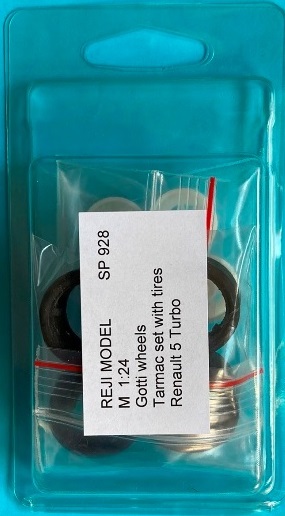 REJI MODEL SP 928
M 1:24
Gotti wheels
Tarmac set with tires
Renault 5 Turbo